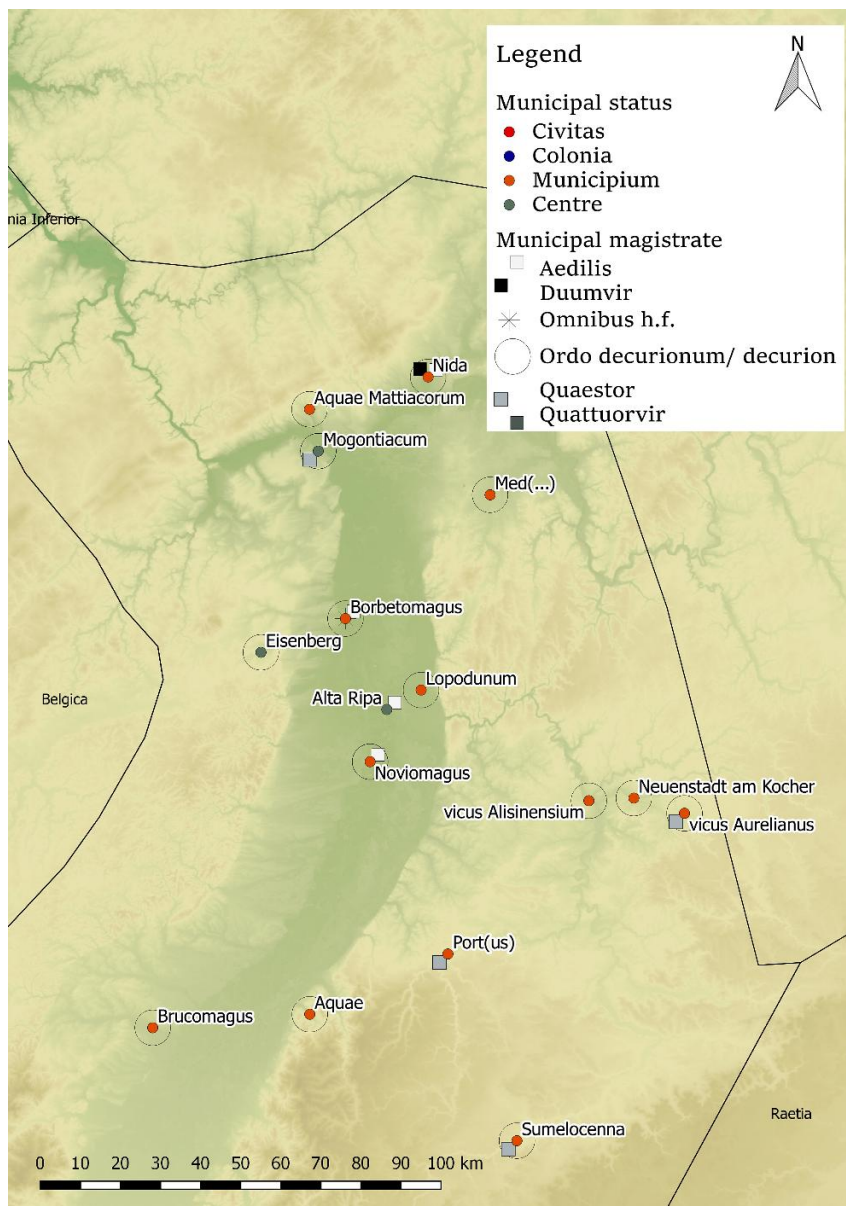 Legend
N
Municipal status
Civitas
Colonia
Municipium
Centre
Municipal magistrate
Aedilis
Duumvir
Omnibus h.f.
Ordo decurionum/ decurion
Quaestor
Quattuorvir
nia Inferior
Nida
Aquae Mattiacorum
Mogontiacum
Med(...)
Borbetomagus
Eisenberg
Lopodunum
Belgica
Alta Ripa
Noviomagus
Neuenstadt am Kocher
vicus Alisinensium
vicus Aurelianus
Port(us)
Aquae
Brucomagus
Raetia
Sumelocenna
0 10 20 30 40 50 60 70 80 90 100 km